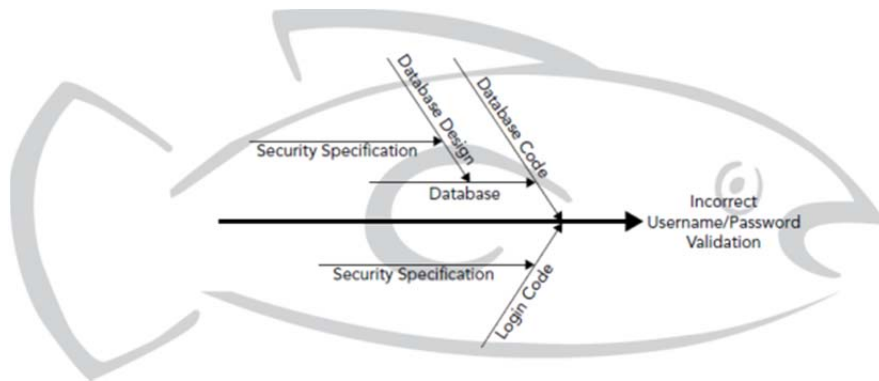 Database Design
Database Code
Security Specification
Database
Incorrect
Username/Password
Validation
Security Specification
Login Code